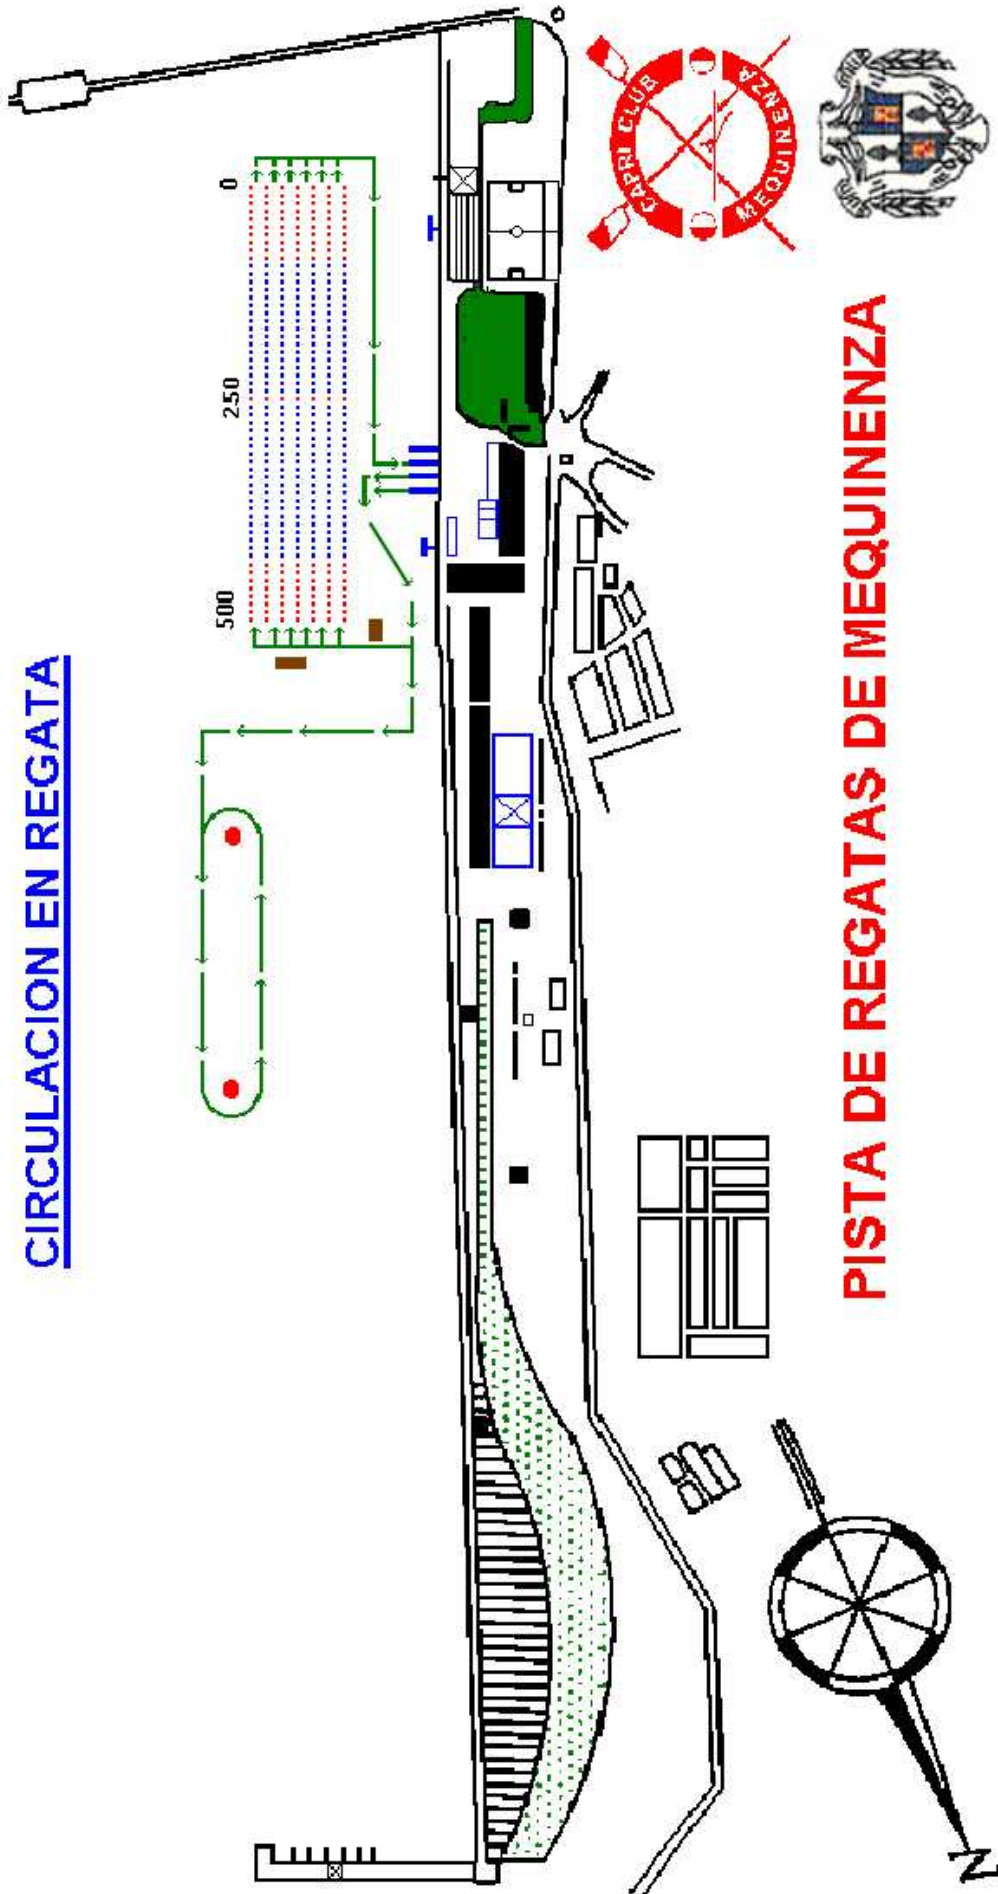 CIRCULACION EN REGATA
500
250
0
CAPRI CLUB
MEQUINENZA
PISTA DE REGATAS DE MEQUINENZA
N